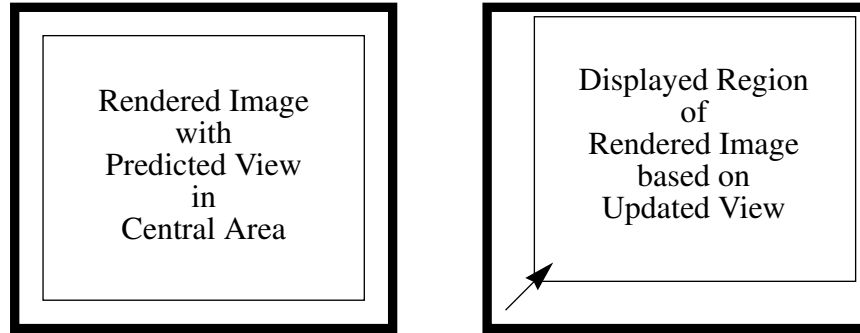 Rendered Image
with
Predicted View
in
Central Area
Displayed Region
of
Rendered Image
based on
Updated View